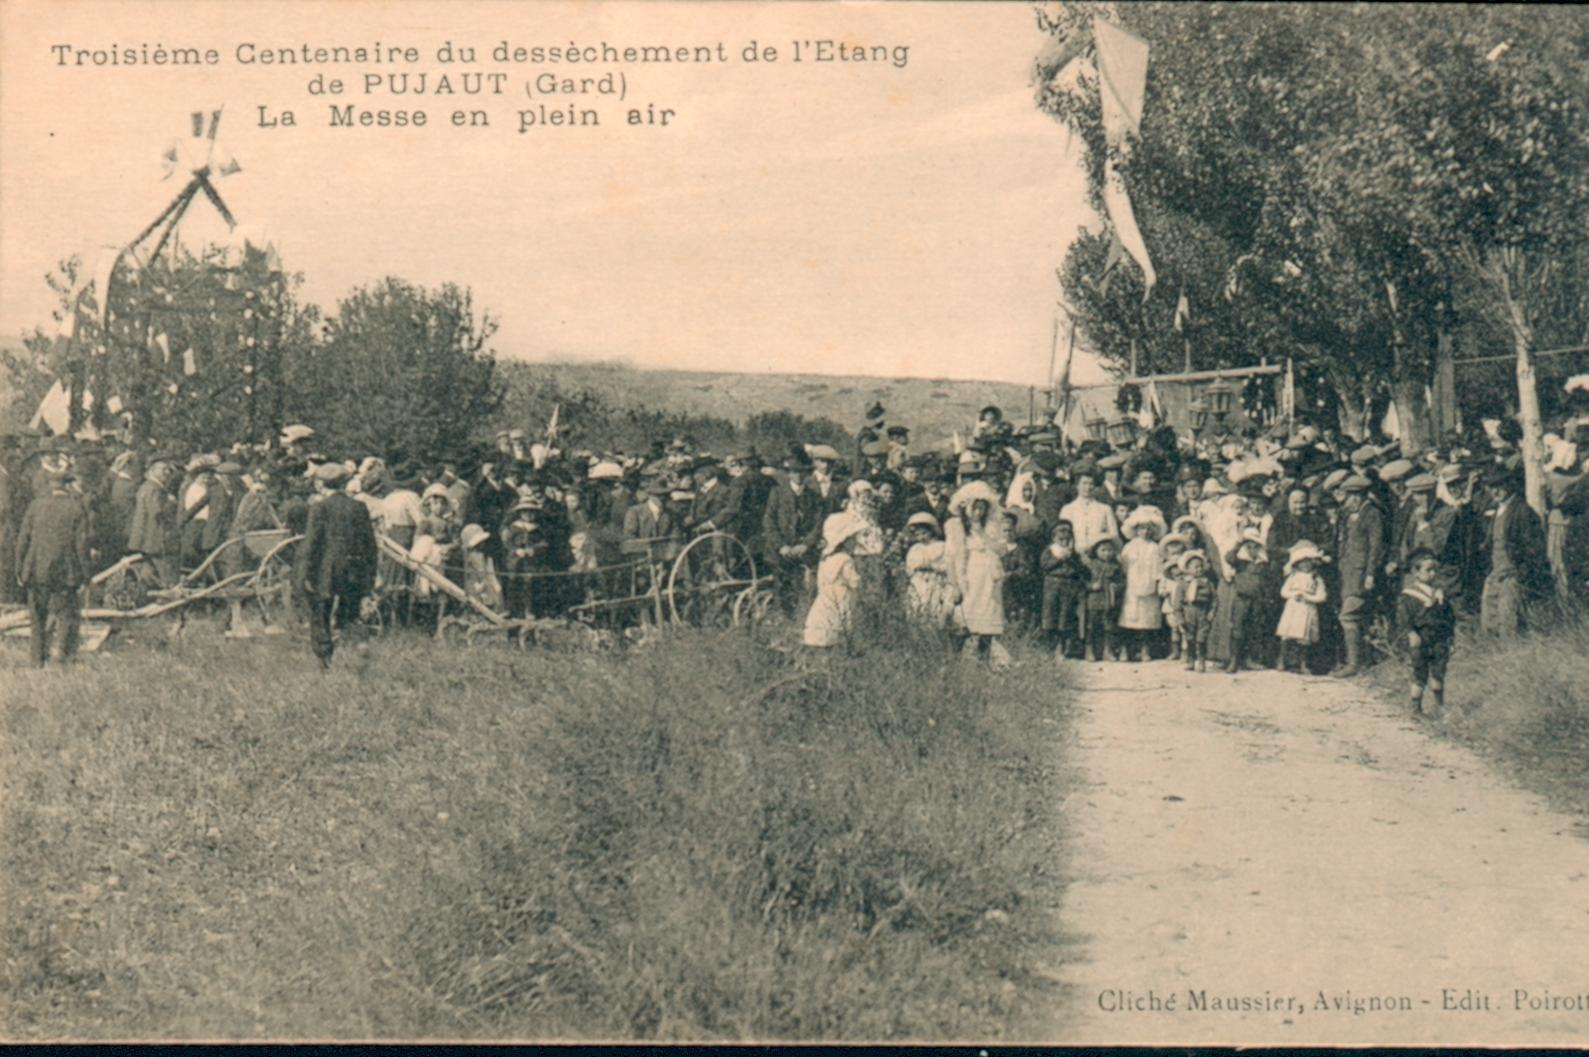 Troisième Centenaire du dessèchement de l'Etang
de PUJAUT (Gard)
La Messe en plein air
Cliché Maussier, Avignon - Edit. Poirott